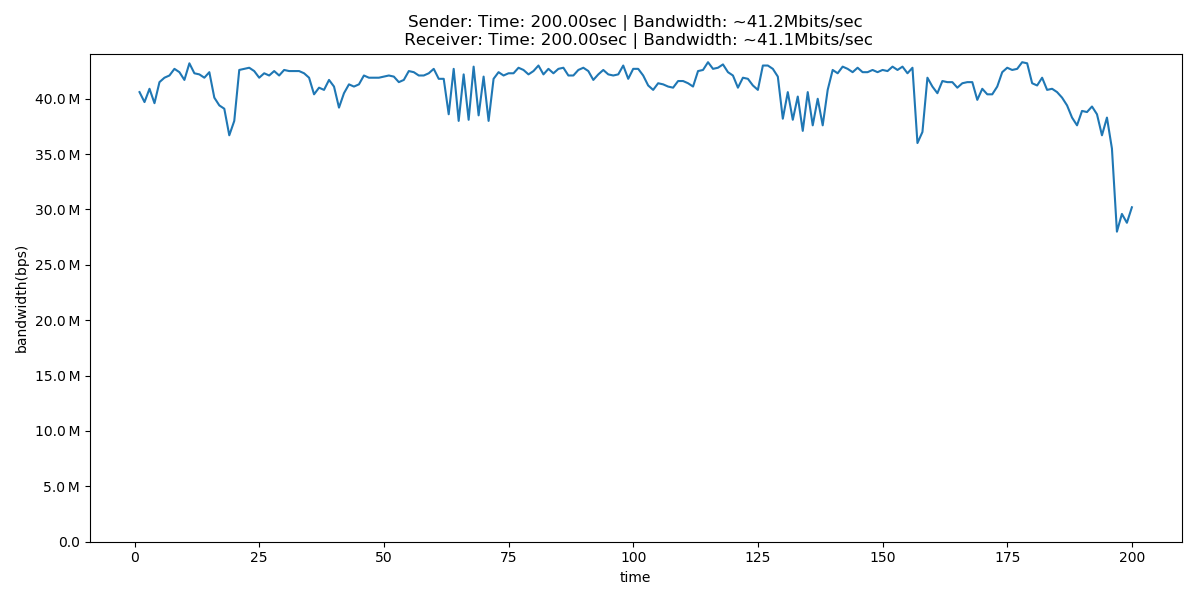 Sender: Time: 200.00sec | Bandwidth: ~41.2Mbits/sec
Receiver: Time: 200.00sec | Bandwidth: ~41.1Mbits/sec
bandwidth(bps)
40.0 M
35.0 M
30.0 M
25.0 M
20.0 M
15.0 M
10.0 M
5.0 M
0.0
0 25 50 75 100 125 150 175 200
time